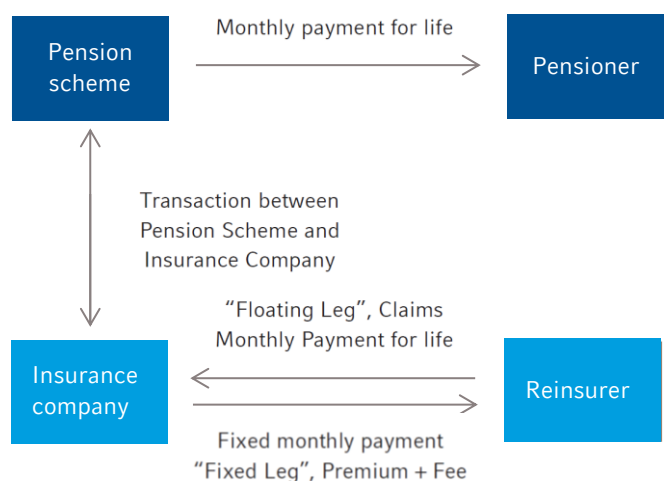 Monthly payment for life
Pension
scheme
Pensioner
Transaction between
Pension Scheme and
Insurance Company
“Floating Leg”, Claims
Monthly Payment for life
Insurance
company
Reinsurer
Fixed monthly payment
“Fixed Leg”, Premium + Fee